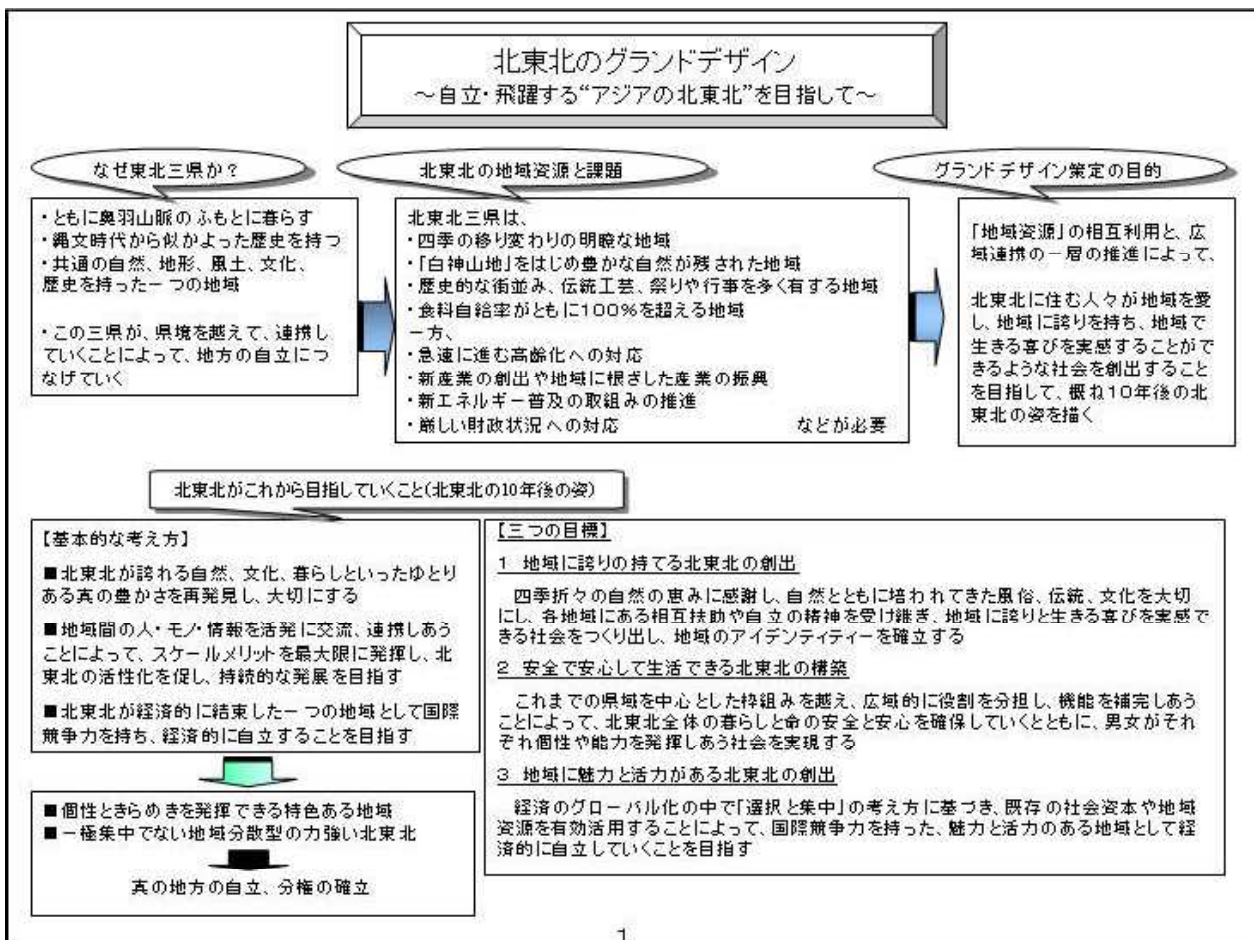 北東北のグランドデザイン
～自立・飛躍する“アジアの北東北”を目指して～
なぜ東北三県か？
・ともに奥羽山脈のふもとに暮らす
・縄文時代から似かよった歴史を持つ
・共通の自然、地形、風土、文化、
歴史を持った一つの地域
・この三県が、県境を越えて、連携し
ていくことによって、地方の自立につ
なげていく
北東北の地域資源と課題
北東北三県は、
・四季の移り変わりの明瞭な地域
・「白神山地」をはじめ豊かな自然が残された地域
・歴史的な街並み、伝統工芸、祭りや行事を多く有する地域
・食料自給率がともに100%を超える地域
一方、
・急速に進む高齢化への対応
・新産業の創出や地域に根ざした産業の振興
・新エネルギー普及の取組みの推進
・厳しい財政状況への対応 などが必要
グランドデザイン策定の目的
「地域資源」の相互利用と、広
域連携の一層の推進によって、
北東北に住む人々が地域を愛
し、地域に誇りを持ち、地域で
生きる喜びを実感することがで
きるような社会を創出すること
を目指して、概ね10年後の北
東北の姿を描く
北東北がこれから目指していくこと(北東北の10年後の姿)
【基本的な考え方】
■北東北が誇れる自然、文化、暮らしといったゆとり
ある真の豊かさを再発見し、大切にする
■地域間の人・モノ・情報を活発に交流、連携しあう
ことによって、スケールメリットを最大限に発揮し、北
東北の活性化を促し、持続的な発展を目指す
■北東北が経済的に結束した一つの地域として国際
競争力を持ち、経済的に自立することを目指す
■個性ときらめきを発揮できる特色ある地域
■一極集中でない地域分散型の力強い北東北
真の地方の自立、分権の確立
【三つの目標】
1 地域に誇りの持てる北東北の創出
四季折々の自然の恵みに感謝し、自然とともに培われてきた風俗、伝統、文化を大切
にし、各地域にある相互扶助や自立の精神を受け継ぎ、地域に誇りと生きる喜びを実感で
きる社会をつくり出し、地域のアイデンティティーを確立する
2 安全で安心して生活できる北東北の構築
これまでの県域を中心とした枠組みを越え、広域的に役割を分担し、機能を補完しあう
ことによって、北東北全体の暮らしと命の安全と安心を確保していくとともに、男女がそれ
ぞれ個性や能力を発揮しあう社会を実現する
3 地域に魅力と活力がある北東北の創出
経済のグローバル化の中で「選択と集中」の考え方に基づき、既存の社会資本や地域
資源を有効活用することによって、国際競争力を持った、魅力と活力のある地域として経
済的に自立していくことを目指す
1